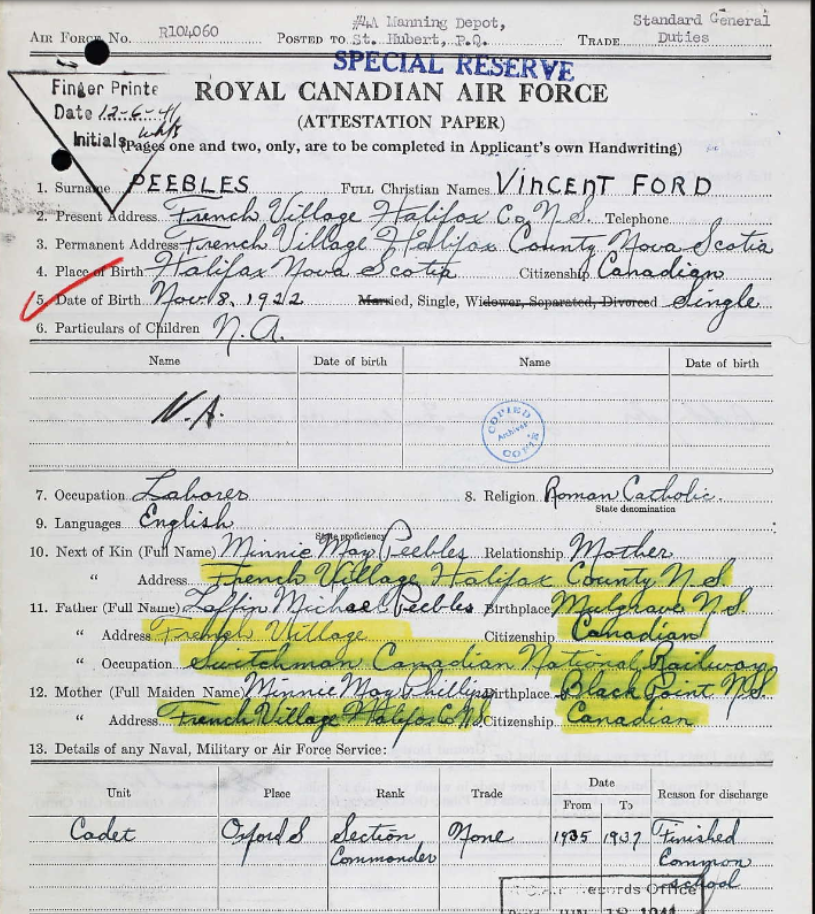 AIR FORCE NO. R104060 POSTED TO #4A Manning Depot, St. Hubert, P.Q. TRADE Standard General Duties
SPECIAL RESERVE
Finger Printe
Date 12-6-41
Initials
ROYAL CANADIAN AIR FORCE
(ATTESTATION PAPER)
(Pages one and two, only, are to be completed in Applicant's own Handwriting)
1. Surname PEEBLES FULL Christian Names VINCENT FORD
2. Present Address French Village Halifax Co. N.S. Telephone
3. Permanent Address French Village Halifax County Nova Scotia
4. Place of Birth Halifax Nova Scotia Citizenship Canadian
5. Date of Birth Nov. 18, 1922 Married, Single, Widower, Separated, Divorced Single
6. Particulars of Children N.A.
Name Date of birth Name Date of birth
N.A.
COPIED
Archives
COPIE
7. Occupation Laborer 8. Religion Roman Catholic.
State denomination
9. Languages English
State proficiency
10. Next of Kin (Full Name) Minnie May Peebles Relationship Mother
" Address French Village Halifax County N.S.
11. Father (Full Name) Laffin Michael Peebles Birthplace Mulgrave N.S.
" Address French Village Citizenship Canadian
" Occupation Switchman Canadian National Railway
12. Mother (Full Maiden Name) Minnie May Phillips Birthplace Black Point N.S.
" Address French Village Halifax Co. N.S. Citizenship Canadian
13. Details of any Naval, Military or Air Force Service:
Unit Place Rank Trade Date From To Reason for discharge
Cadet Oxford S Section Commander None 1935 1937 Finished Common school
Records Office
JUN 18 1941